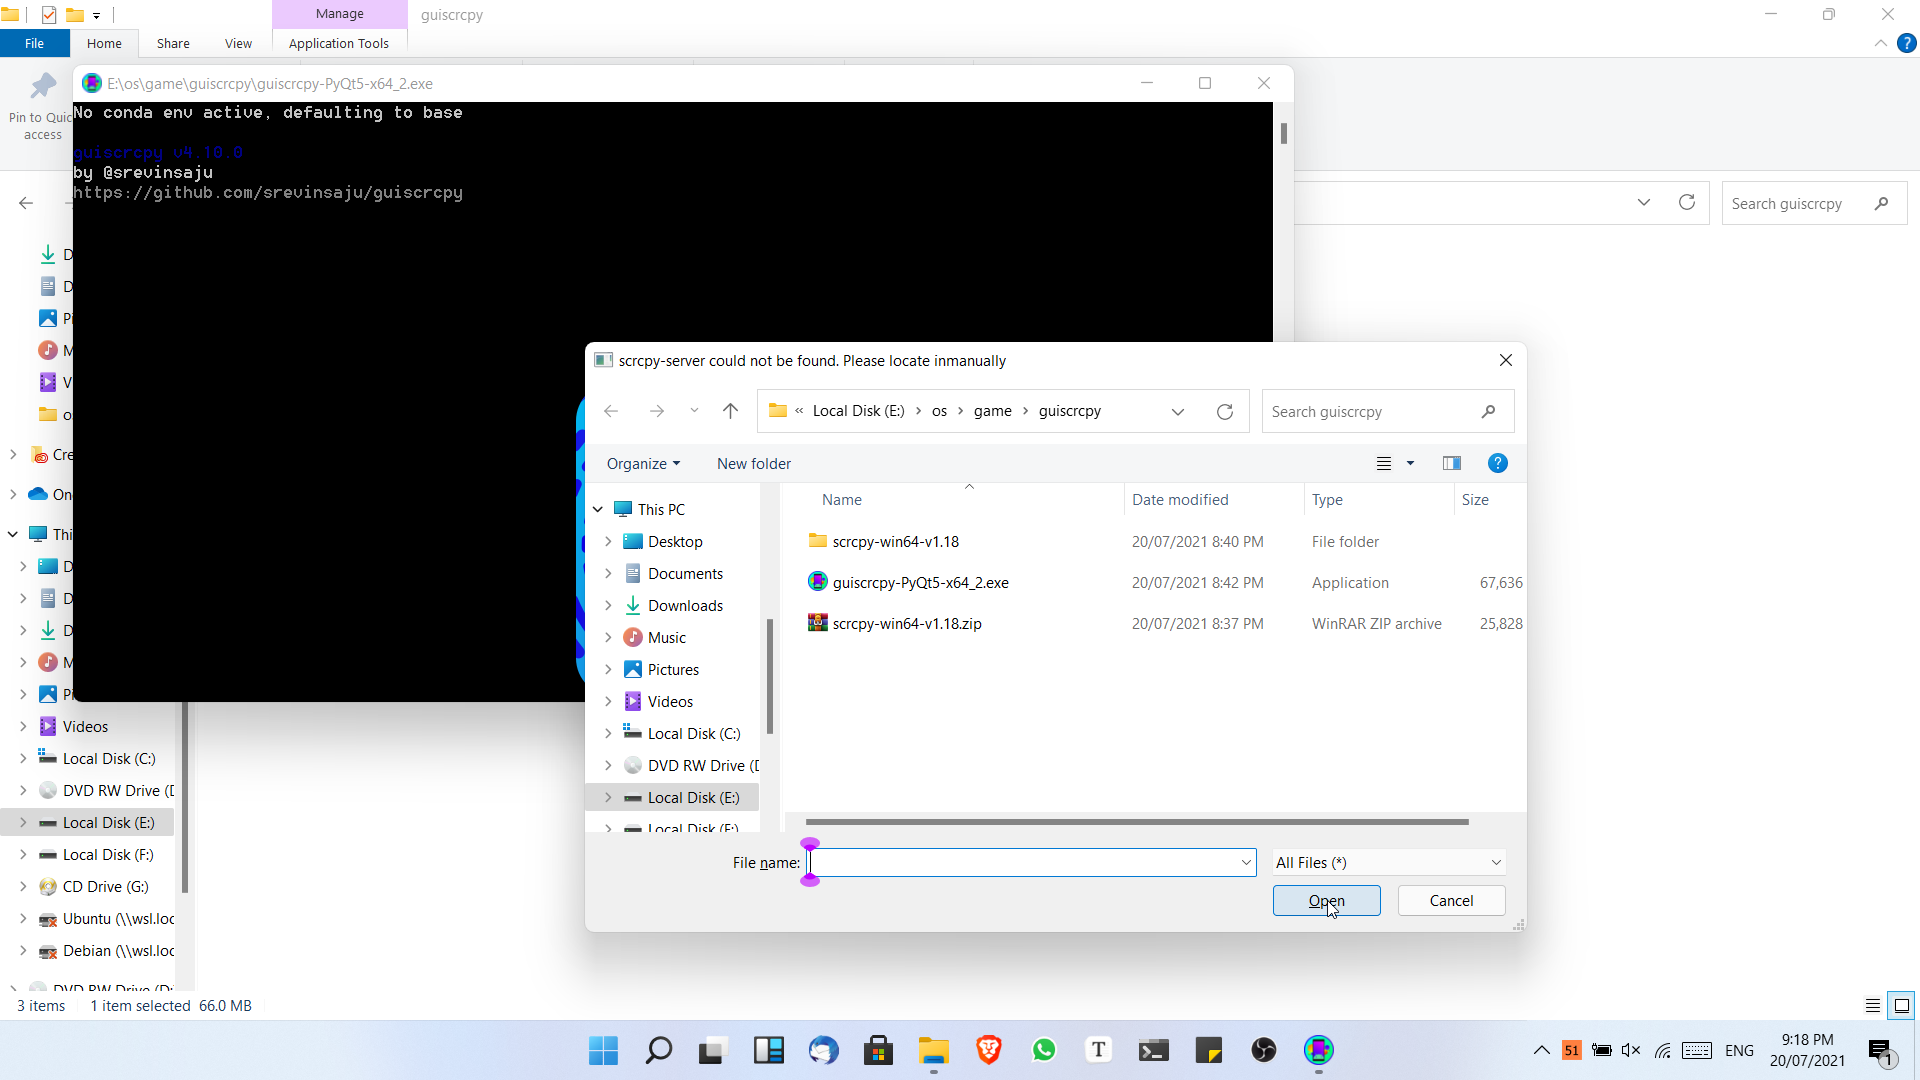 Manage
guiscrcpy
File
Home
Share
View
Application Tools
Pin to Quic
access
E:\os\game\guiscrcpy\guiscrcpy-PyQt5-x64_2.exe
No conda env active, defaulting to base
guiscrcpy v4.10.0
by @srevinsaju
https://github.com/srevinsaju/guiscrcpy
Search guiscrcpy
D
D
Pi
M
V
o
Cre
On
Thi
D
D
D
M
Pi
Videos
Local Disk (C:)
DVD RW Drive (D
Local Disk (E:)
Local Disk (F:)
CD Drive (G:)
Ubuntu (\\wsl.loc
Debian (\\wsl.loc
DVD RW Drive (D:
3 items
1 item selected 66.0 MB
scrcpy-server could not be found. Please locate inmanually
« Local Disk (E:) > os > game > guiscrcpy
Search guiscrcpy
Organize
New folder
This PC
Desktop
Documents
Downloads
Music
Pictures
Videos
Local Disk (C:)
DVD RW Drive (D
Local Disk (E:)
Local Disk (F:)
Name Date modified Type Size
scrcpy-win64-v1.18 20/07/2021 8:40 PM File folder
guiscrcpy-PyQt5-x64_2.exe 20/07/2021 8:42 PM Application 67,636
scrcpy-win64-v1.18.zip 20/07/2021 8:37 PM WinRAR ZIP archive 25,828
File name:
All Files (*)
Open
Cancel
T
51
ENG
9:18 PM
20/07/2021
1